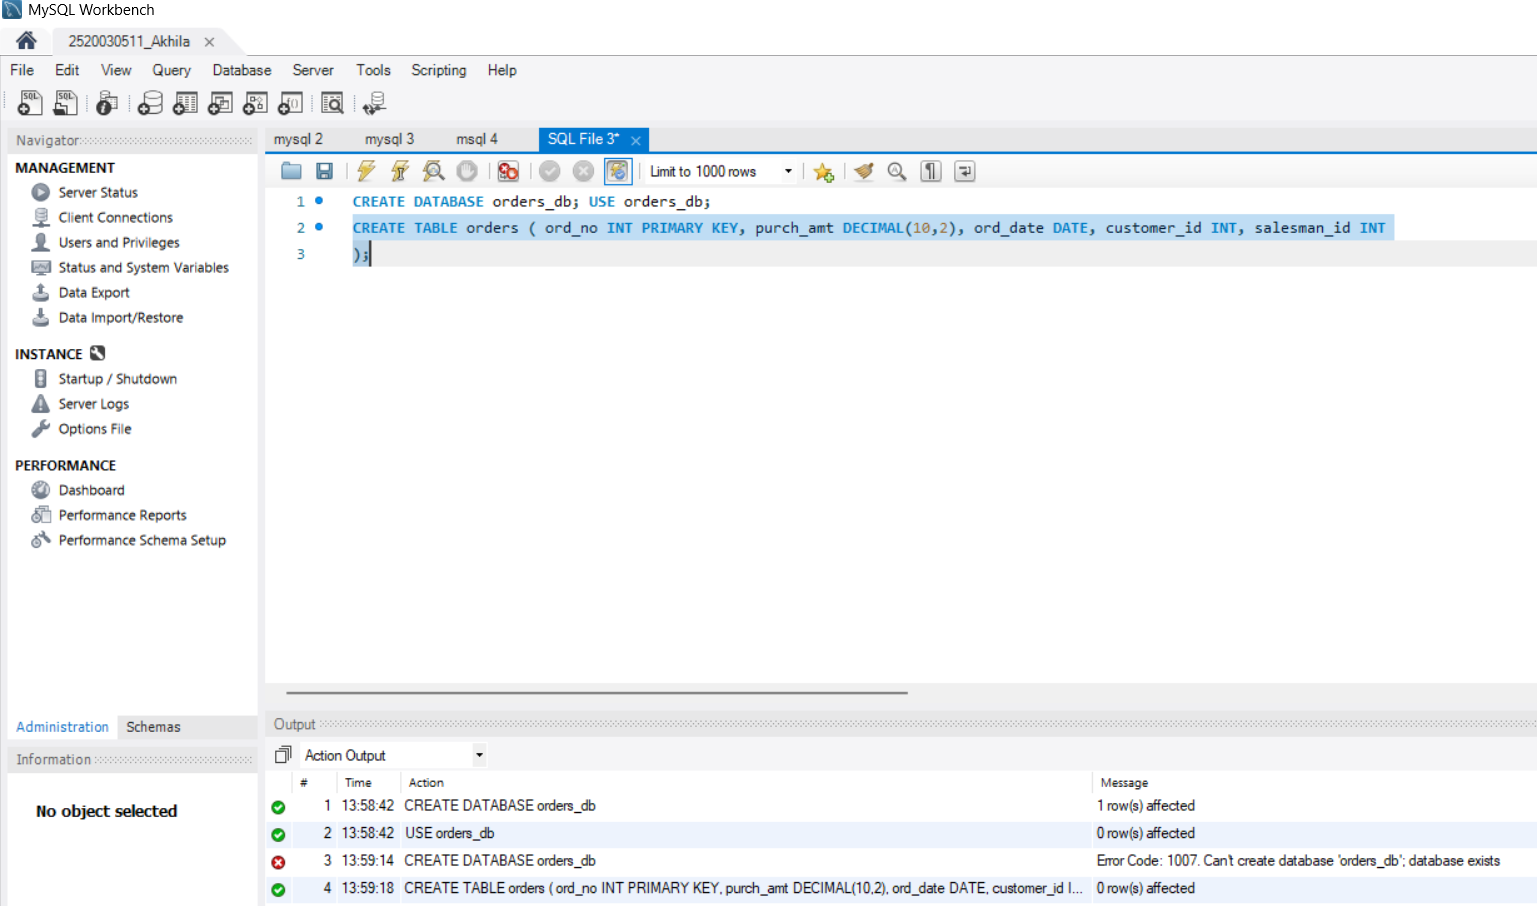 MySQL Workbench
2520030511_Akhila
File Edit View Query Database Server Tools Scripting Help
Navigator
MANAGEMENT
Server Status
Client Connections
Users and Privileges
Status and System Variables
Data Export
Data Import/Restore
INSTANCE
Startup / Shutdown
Server Logs
Options File
PERFORMANCE
Dashboard
Performance Reports
Performance Schema Setup
Administration Schemas
Information
No object selected
mysql 2 mysql 3 msql 4 SQL File 3*
Limit to 1000 rows
1 CREATE DATABASE orders_db; USE orders_db;
2 CREATE TABLE orders ( ord_no INT PRIMARY KEY, purch_amt DECIMAL(10,2), ord_date DATE, customer_id INT, salesman_id INT
3 );
Output
Action Output
# Time Action Message
1 13:58:42 CREATE DATABASE orders_db 1 row(s) affected
2 13:58:42 USE orders_db 0 row(s) affected
3 13:59:14 CREATE DATABASE orders_db Error Code: 1007. Can't create database 'orders_db'; database exists
4 13:59:18 CREATE TABLE orders ( ord_no INT PRIMARY KEY, purch_amt DECIMAL(10,2), ord_date DATE, customer_id I... 0 row(s) affected